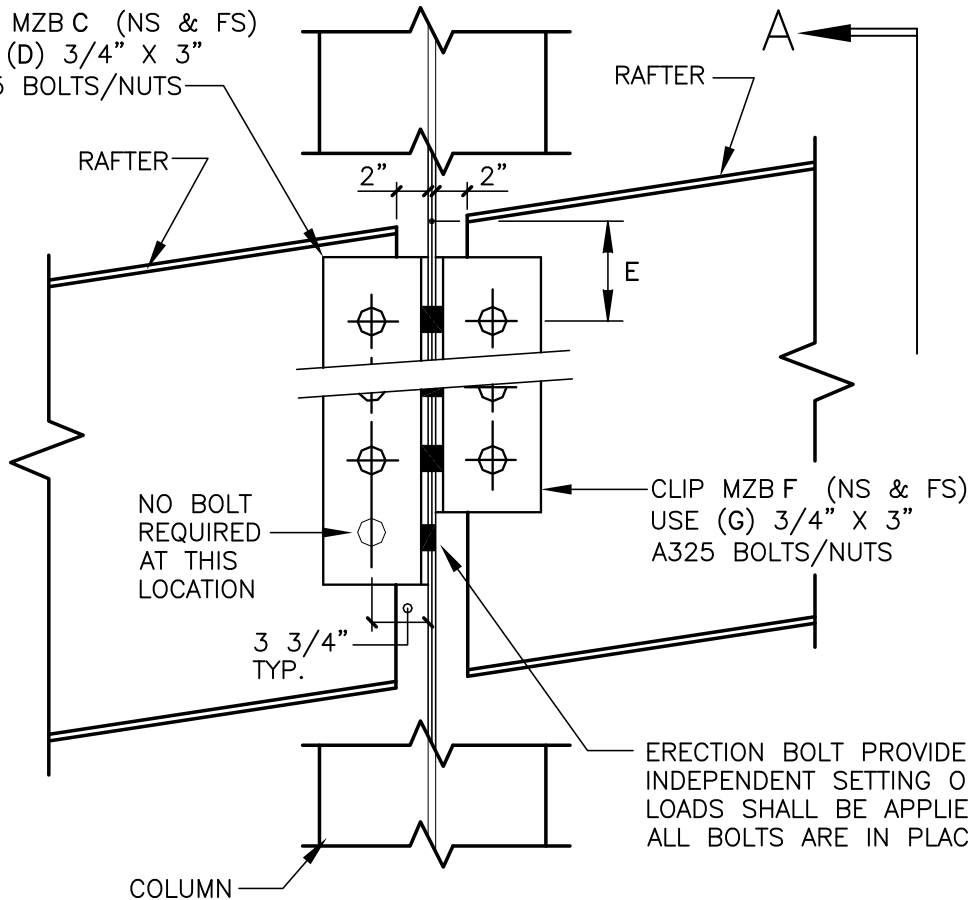 MZB C (NS & FS)
(D) 3/4" X 3"
5 BOLTS/NUTS
A
RAFTER
RAFTER
2"
2"
E
NO BOLT
REQUIRED
AT THIS
LOCATION
CLIP MZB F (NS & FS)
USE (G) 3/4" X 3"
A325 BOLTS/NUTS
3 3/4"
TYP.
ERECTION BOLT PROVIDE
INDEPENDENT SETTING O
LOADS SHALL BE APPLIE
ALL BOLTS ARE IN PLAC
COLUMN